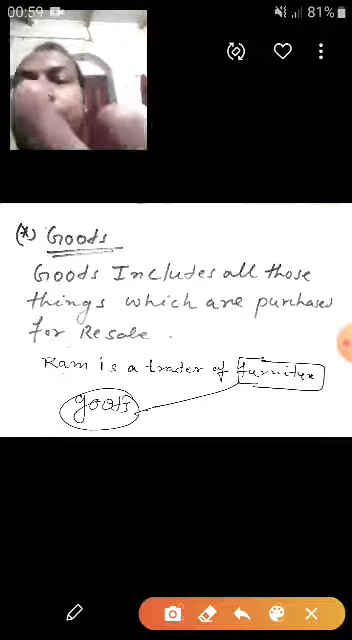 00:59 81%
(*) Goods
Goods Includes all those
things which are purchased
for Resale .
Ram is a trader of furniture
goods